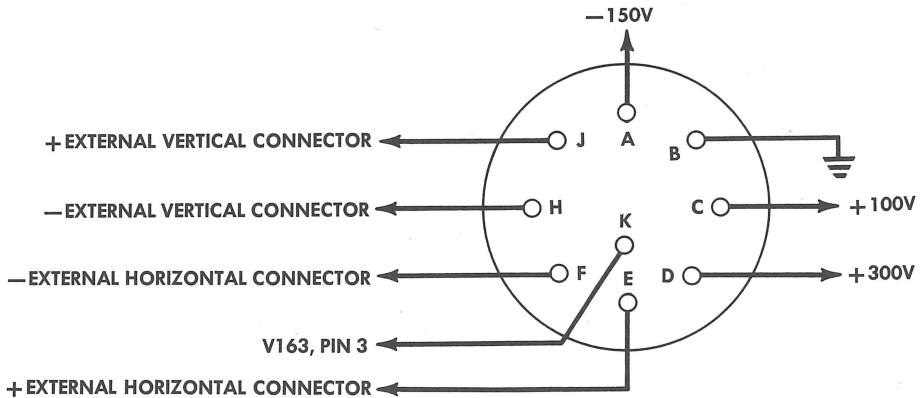 −150V
+ EXTERNAL VERTICAL CONNECTOR
J
A
B
− EXTERNAL VERTICAL CONNECTOR
H
C
+100V
K
− EXTERNAL HORIZONTAL CONNECTOR
F
E
D
+300V
V163, PIN 3
+ EXTERNAL HORIZONTAL CONNECTOR